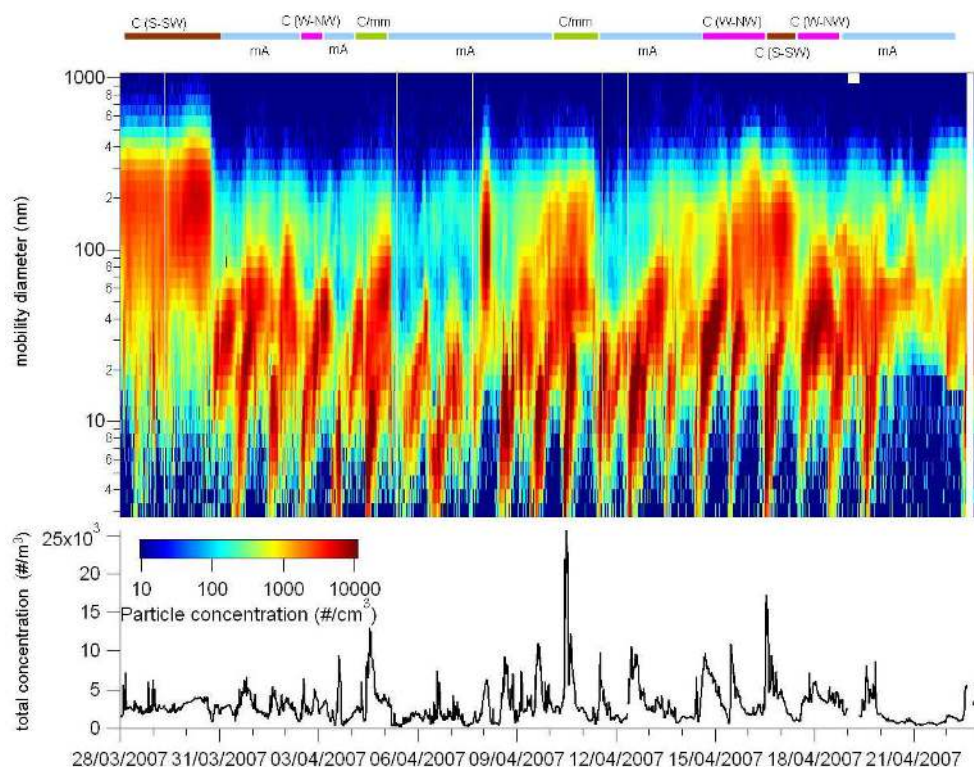 C (S-SW) C (W-NW) C/mm C/mm C (W-NW) C (W-NW)
mA mA mA mA C (S-SW) mA
mobility diameter (nm)
1000
8
6
4
2
100
8
6
4
2
10
8
6
4
total concentration (#/m³)
25x10³
20
15
10
5
0
10 100 1000 10000
Particle concentration (#/cm³)
28/03/2007 31/03/2007 03/04/2007 06/04/2007 09/04/2007 12/04/2007 15/04/2007 18/04/2007 21/04/2007